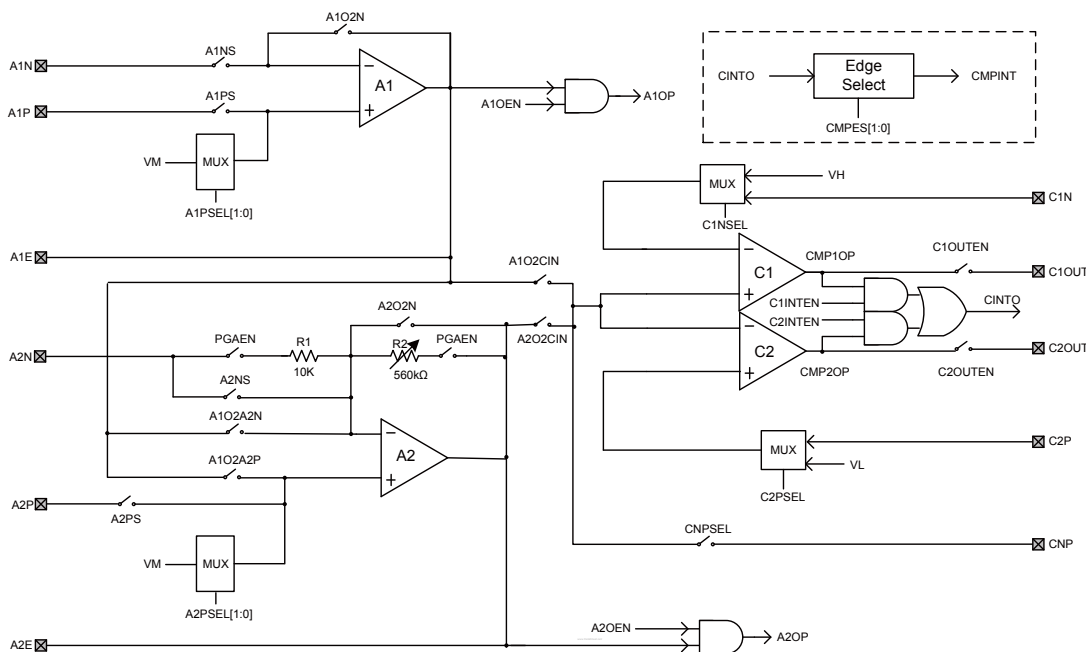 A1O2N
A1N
A1NS
A1
A1P
A1PS
VM
MUX
A1PSEL[1:0]
A1OEN
A1OP
CINTO
Edge
Select
CMPINT
CMPES[1:0]
MUX
VH
C1NSEL
C1N
A1E
A1O2CIN
C1
CMP1OP
C1OUTEN
C1OUT
C1INTEN
C2INTEN
CINTO
A2O2N
A2O2CIN
A2N
PGAEN
R1
10K
R2
560kΩ
PGAEN
A2NS
C2
CMP2OP
C2OUT
C2OUTEN
A1O2A2N
A2
A1O2A2P
MUX
C2P
VL
C2PSEL
A2P
A2PS
VM
MUX
A2PSEL[1:0]
CNPSEL
CNP
A2E
A2OEN
A2OP